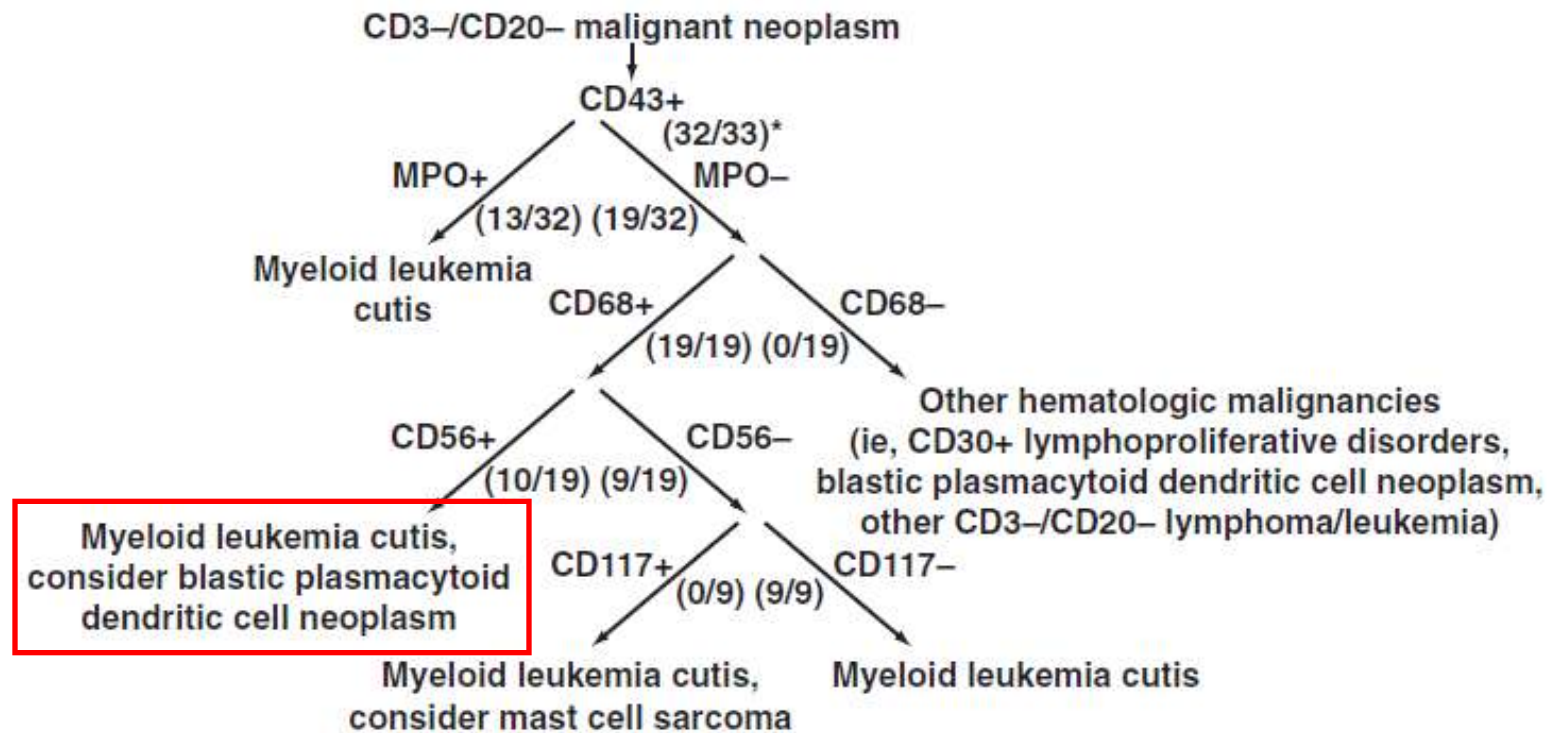 CD3–/CD20– malignant neoplasm
CD43+
(32/33)*
MPO+
MPO–
(13/32) (19/32)
Myeloid leukemia
cutis
CD68+
CD68–
(19/19) (0/19)
Other hematologic malignancies
(ie, CD30+ lymphoproliferative disorders,
blastic plasmacytoid dendritic cell neoplasm,
other CD3–/CD20– lymphoma/leukemia)
CD56+
CD56–
(10/19) (9/19)
Myeloid leukemia cutis,
consider blastic plasmacytoid
dendritic cell neoplasm
CD117+
CD117–
(0/9) (9/9)
Myeloid leukemia cutis,
consider mast cell sarcoma
Myeloid leukemia cutis